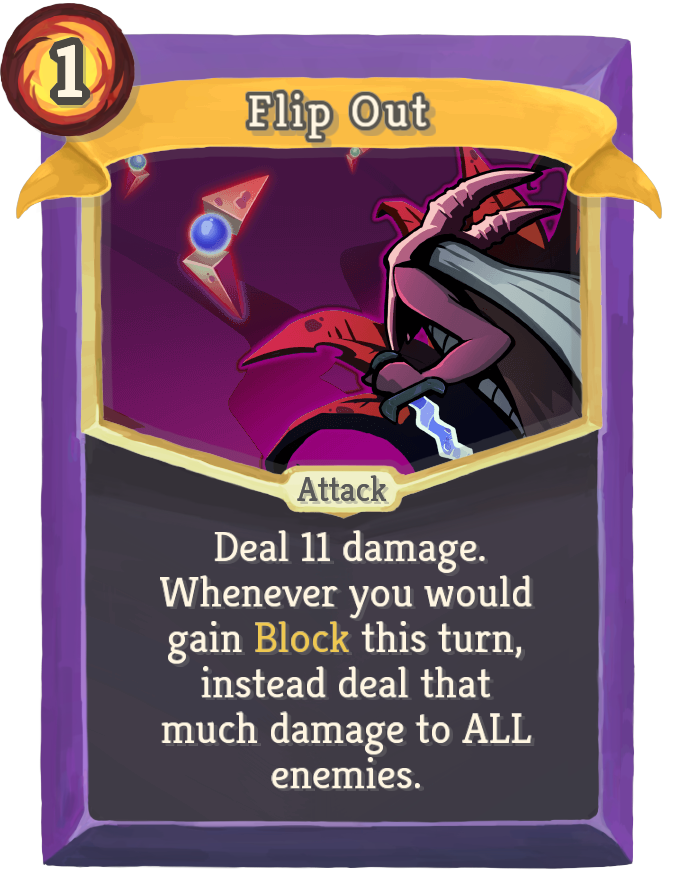 1
Flip Out
Attack
Deal 11 damage.
Whenever you would
gain Block this turn,
instead deal that
much damage to ALL
enemies.